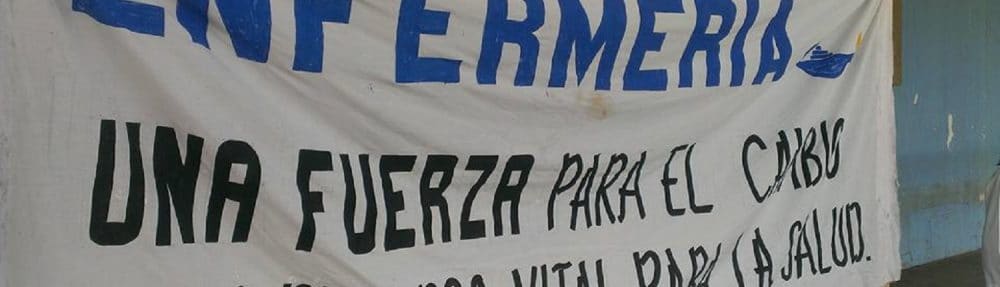 ENFERMERIA
UNA FUERZA PARA EL CAMBIO
VITAL PARA LA SALUD.